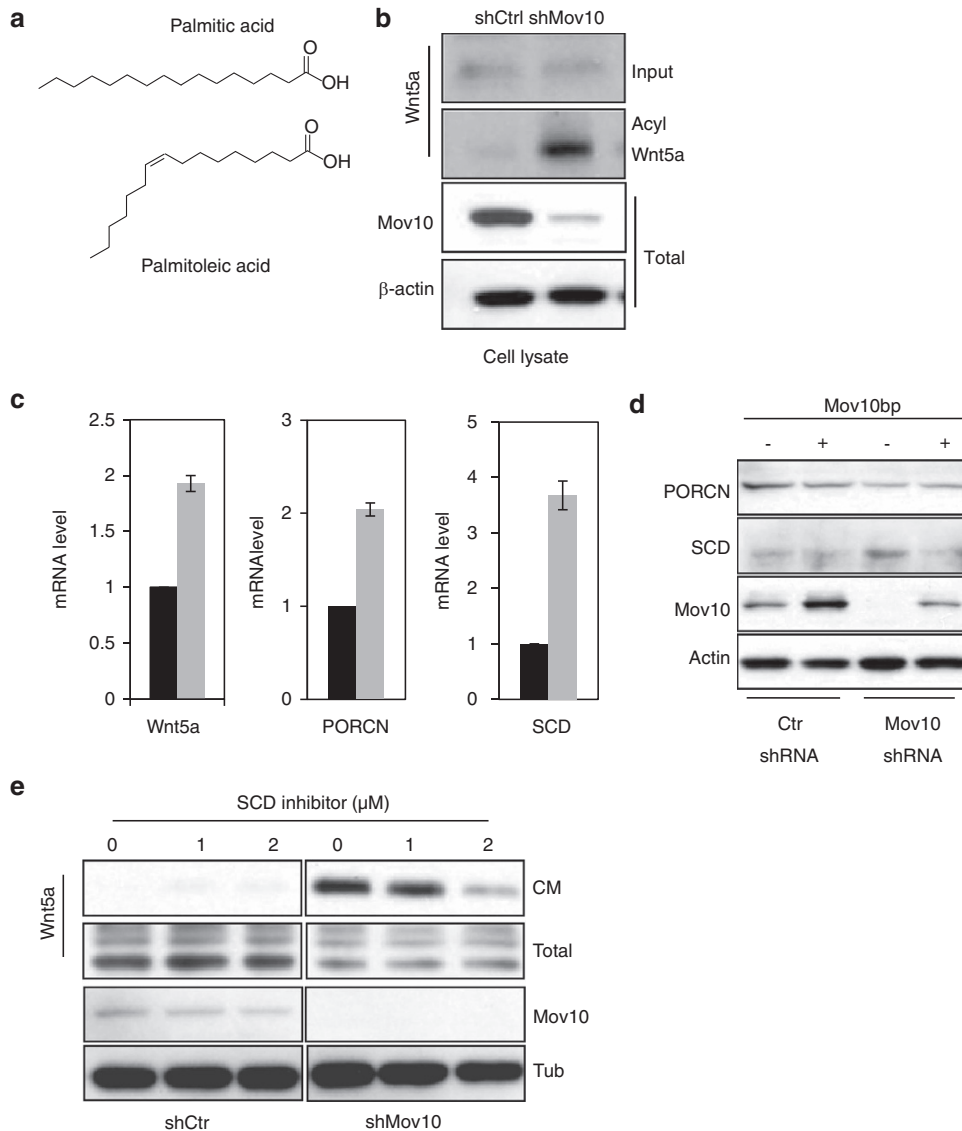 a
Palmitic acid
O
OH
O
OH
Palmitoleic acid
b
shCtrl shMov10
Wnt5a
Input
Acyl
Wnt5a
Mov10
Total
β-actin
Cell lysate
c
mRNA level
2.5
2
1.5
1
0.5
0
Wnt5a
mRNAlevel
3
2
1
0
PORCN
mRNA level
5
4
3
2
1
0
SCD
d
Mov10bp
- + - +
PORCN
SCD
Mov10
Actin
Ctr Mov10
shRNA shRNA
e
SCD inhibitor (μM)
0 1 2 0 1 2
Wnt5a
CM
Total
Mov10
Tub
shCtr shMov10